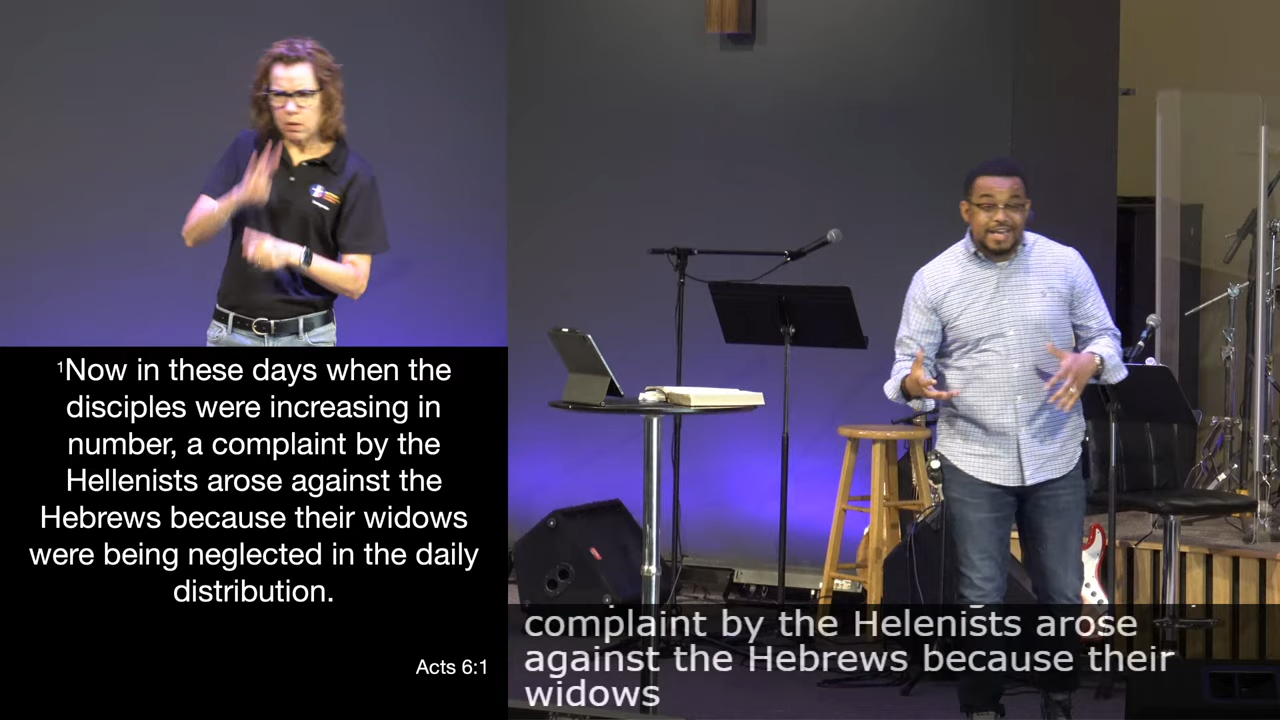 ¹Now in these days when the
disciples were increasing in
number, a complaint by the
Hellenists arose against the
Hebrews because their widows
were being neglected in the daily
distribution.
Acts 6:1
complaint by the Helenists arose
against the Hebrews because their
widows